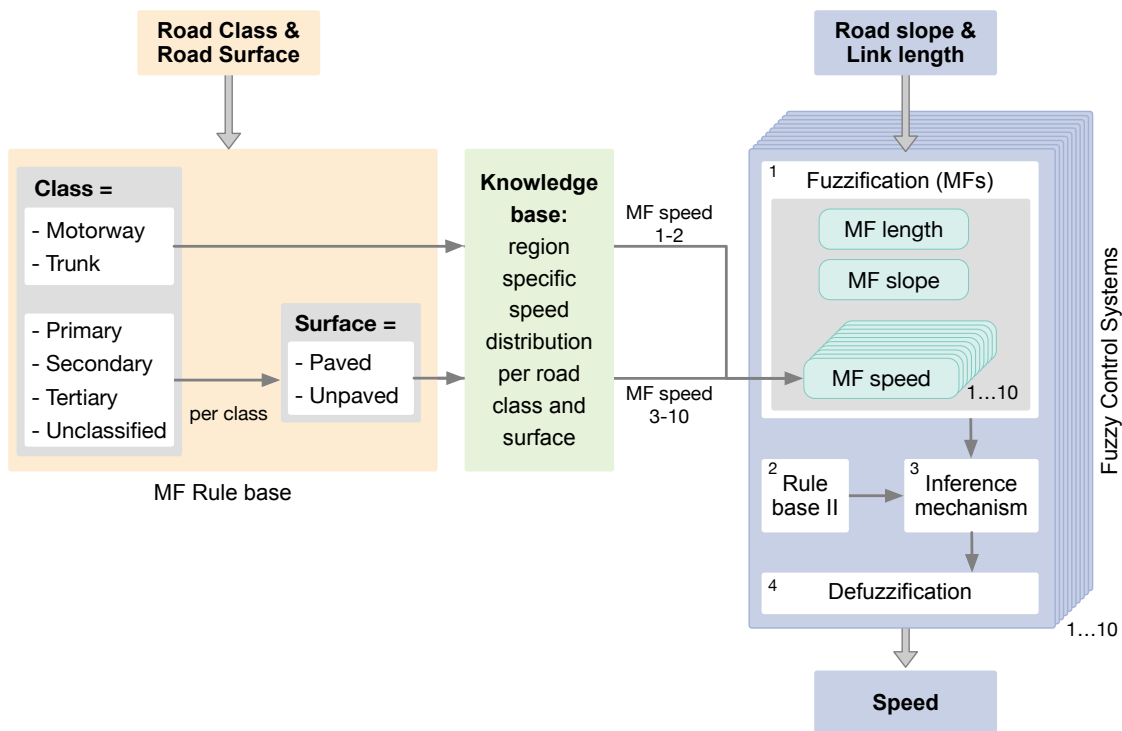 Road Class &
Road Surface
Road slope &
Link length
Class =
- Motorway
- Trunk
- Primary
- Secondary
- Tertiary
- Unclassified
per class
Surface =
- Paved
- Unpaved
MF Rule base
Knowledge
base:
region
specific
speed
distribution
per road
class and
surface
MF speed
1-2
MF speed
3-10
1
Fuzzification (MFs)
MF length
MF slope
MF speed
1...10
2
Rule
base II
3
Inference
mechanism
4
Defuzzification
1...10
Fuzzy Control Systems
Speed